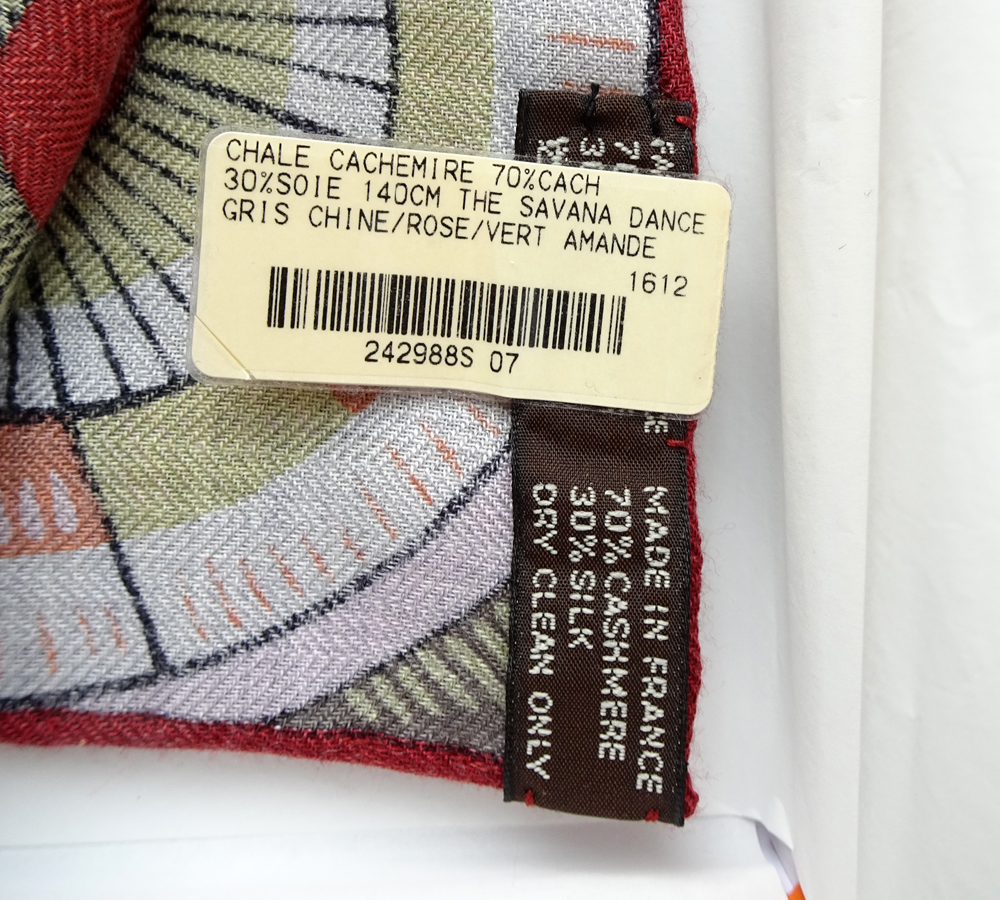 CHALE CACHEMIRE 70%CACH
30%SOIE 140CM THE SAVANA DANCE
GRIS CHINE/ROSE/VERT AMANDE
1612
242988S 07
MADE IN FRANCE
70% CASHMERE
30% SILK
DRY CLEAN ONLY